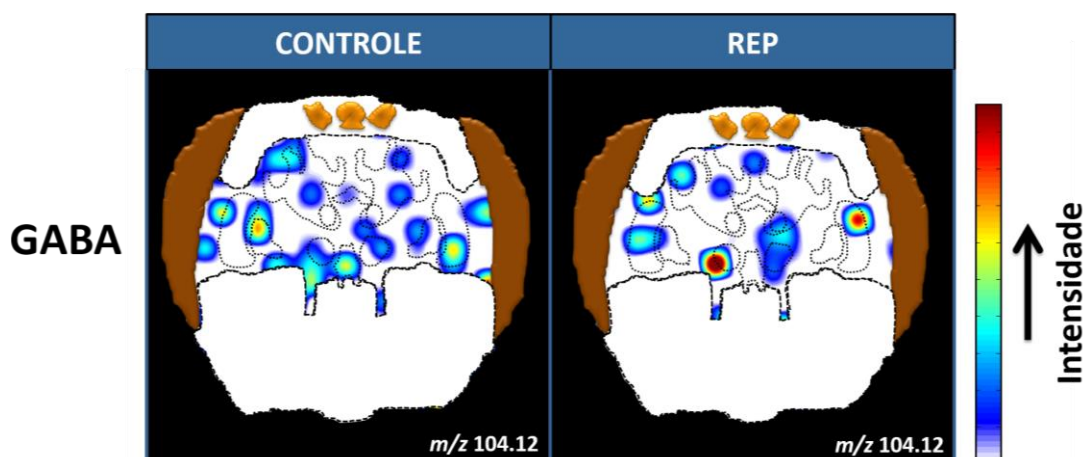 CONTROLE
REP
GABA
m/z 104.12
m/z 104.12
Intensidade